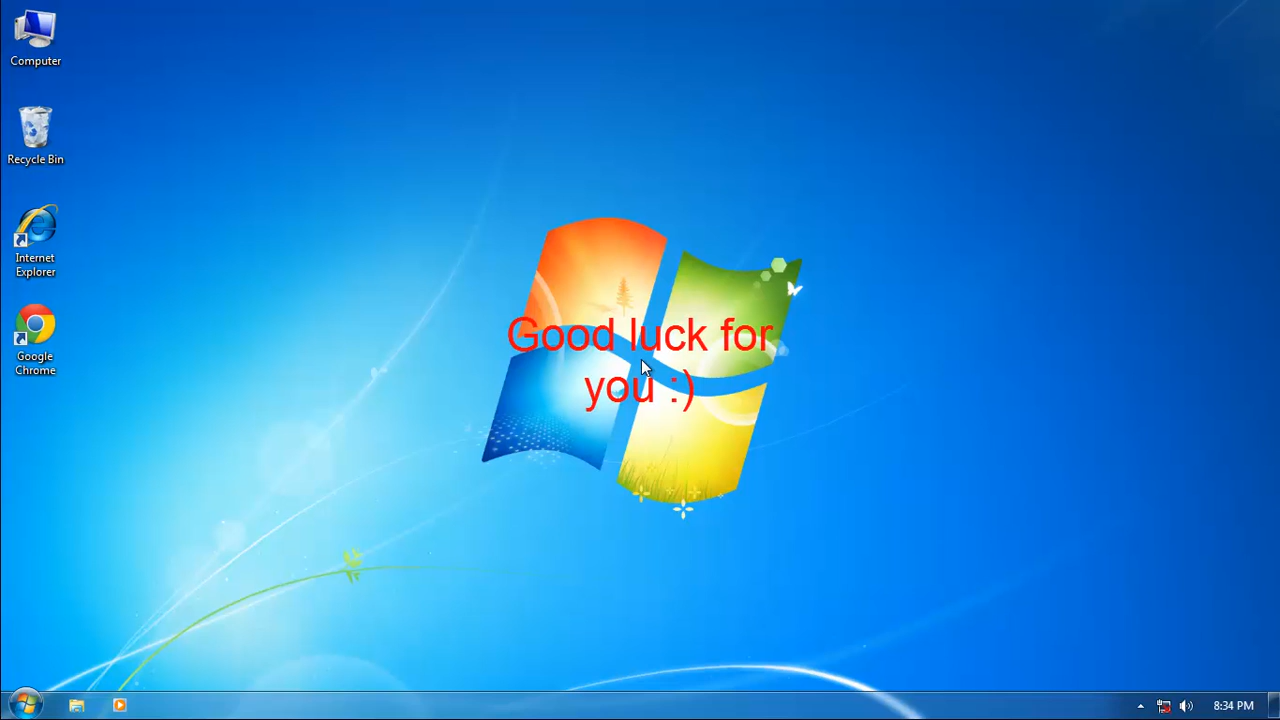 Computer
Recycle Bin
Internet
Explorer
Google
Chrome
Good luck for
you :)
8:34 PM